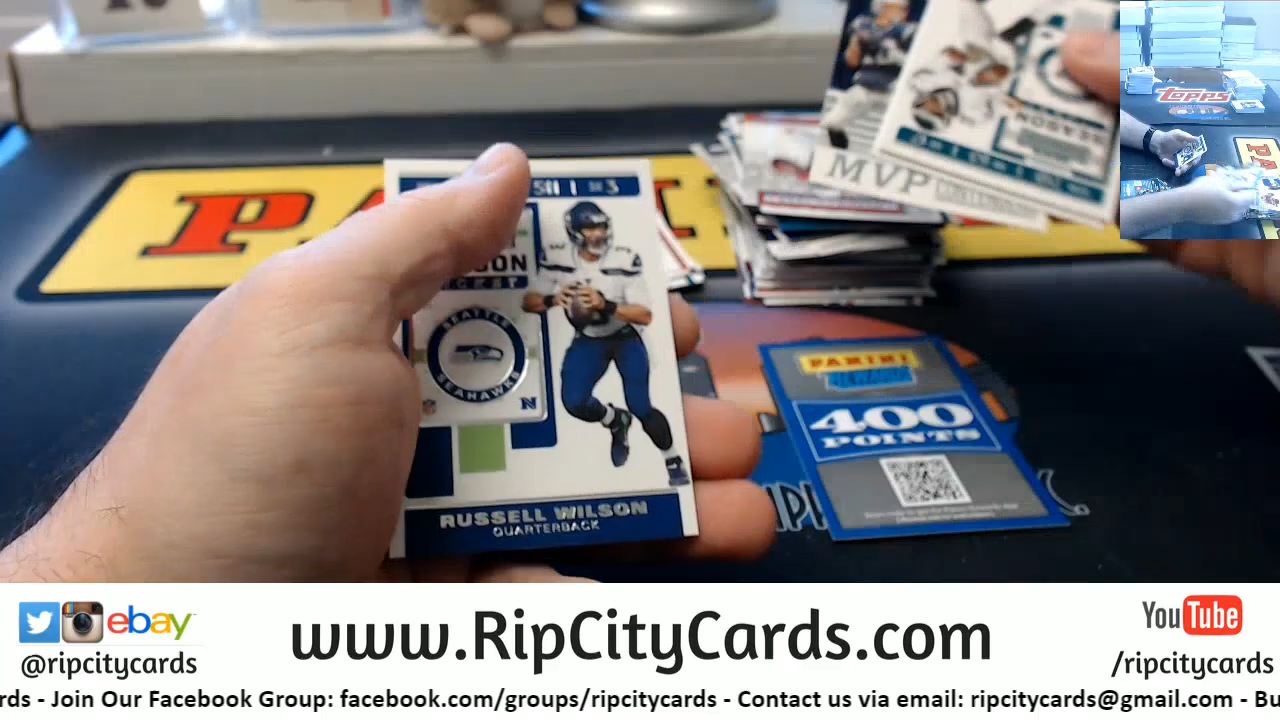 SEATTLE
SEAHAWKS
N
RUSSELL WILSON
QUARTERBACK
MVP
SEASON
topps
PANINI
REWARDS
400
POINTS
ebay
@ripcitycards
www.RipCityCards.com
YouTube
/ripcitycards
rds - Join Our Facebook Group: facebook.com/groups/ripcitycards - Contact us via email: ripcitycards@gmail.com - Bu